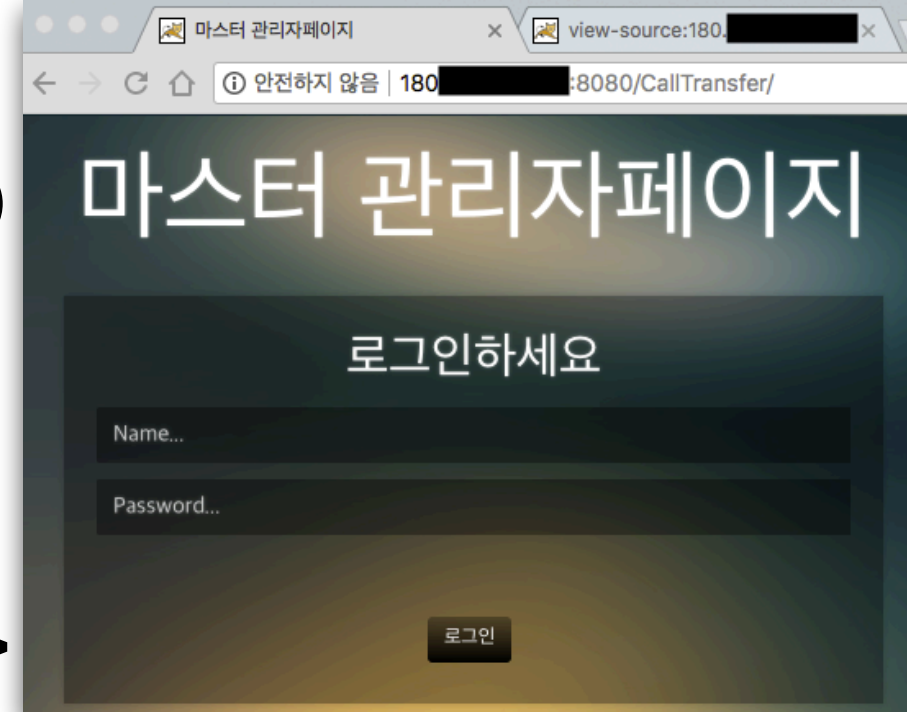 마스터 관리자페이지
view-source:180.
안전하지 않음 180 :8080/CallTransfer/
마스터 관리자페이지
로그인하세요
Name...
Password...
로그인